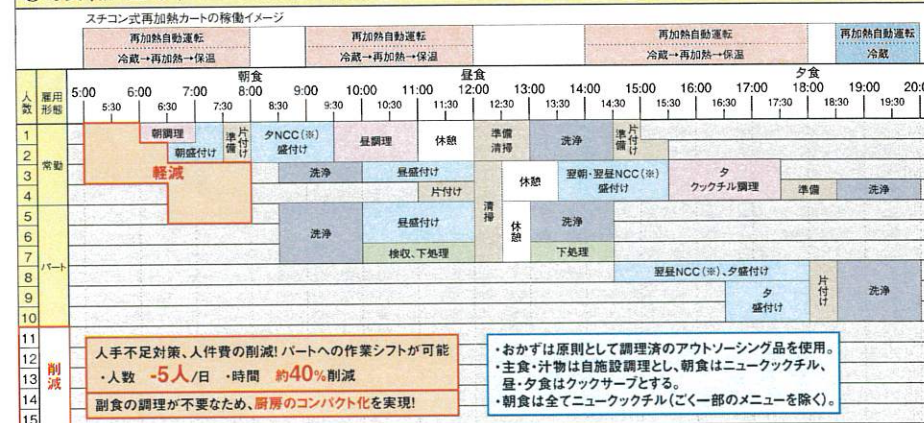 スチコン式再加熱カートの稼働イメージ
再加熱自動運転
冷蔵→再加熱→保温
再加熱自動運転
冷蔵→再加熱→保温
再加熱自動運転
冷蔵→再加熱→保温
再加熱自動運転
冷蔵
朝食
昼食
夕食
人数
雇用形態
5:00 6:00 7:00 8:00 9:00 10:00 11:00 12:00 13:00 14:00 15:00 16:00 17:00 18:00 19:00
5:30 6:30 7:30 8:30 9:30 10:30 11:30 12:30 13:30 14:30 15:30 16:30 17:30 18:30 19:30
1
2
3
4
5
6
7
8
9
10
11
12
13
14
15
常勤
パート
削減
朝調理
朝盛付け
準備
片付け
軽減
夕NCC(※)
盛付け
昼調理
休憩
準備
清掃
洗浄
準備
片付け
洗浄
昼盛付け
片付け
清掃
休憩
翌朝・翌昼NCC(※)
盛付け
夕
クックチル調理
準備
洗浄
洗浄
昼盛付け
検収、下処理
休憩
洗浄
下処理
翌昼NCC(※)、夕盛付け
夕
盛付け
片付け
洗浄
人手不足対策、人件費の削減!パートへの作業シフトが可能
・人数 -5人/日 ・時間 約40%削減
副食の調理が不要なため、厨房のコンパクト化を実現!
・おかずは原則として調理済のアウトソーシング品を使用。
・主食・汁物は自施設調理とし、朝食はニュークックチル、
昼・夕食はクックサーブとする。
・朝食は全てニュークックチル(ごく一部のメニューを除く)。